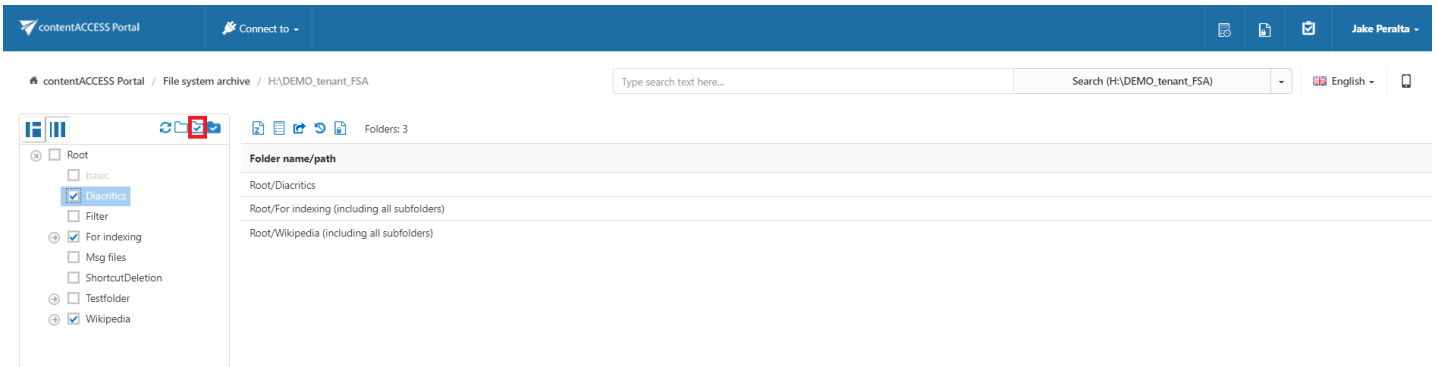 contentACCESS Portal Connect to Jake Peralta
contentACCESS Portal / File system archive / H:\DEMO_tenant_FSA Type search text here... Search (H:\DEMO_tenant_FSA) English
Folders: 3
Root
basic
Diacritics
Filter
For indexing
Msg files
ShortcutDeletion
Testfolder
Wikipedia
Folder name/path
Root/Diacritics
Root/For indexing (including all subfolders)
Root/Wikipedia (including all subfolders)